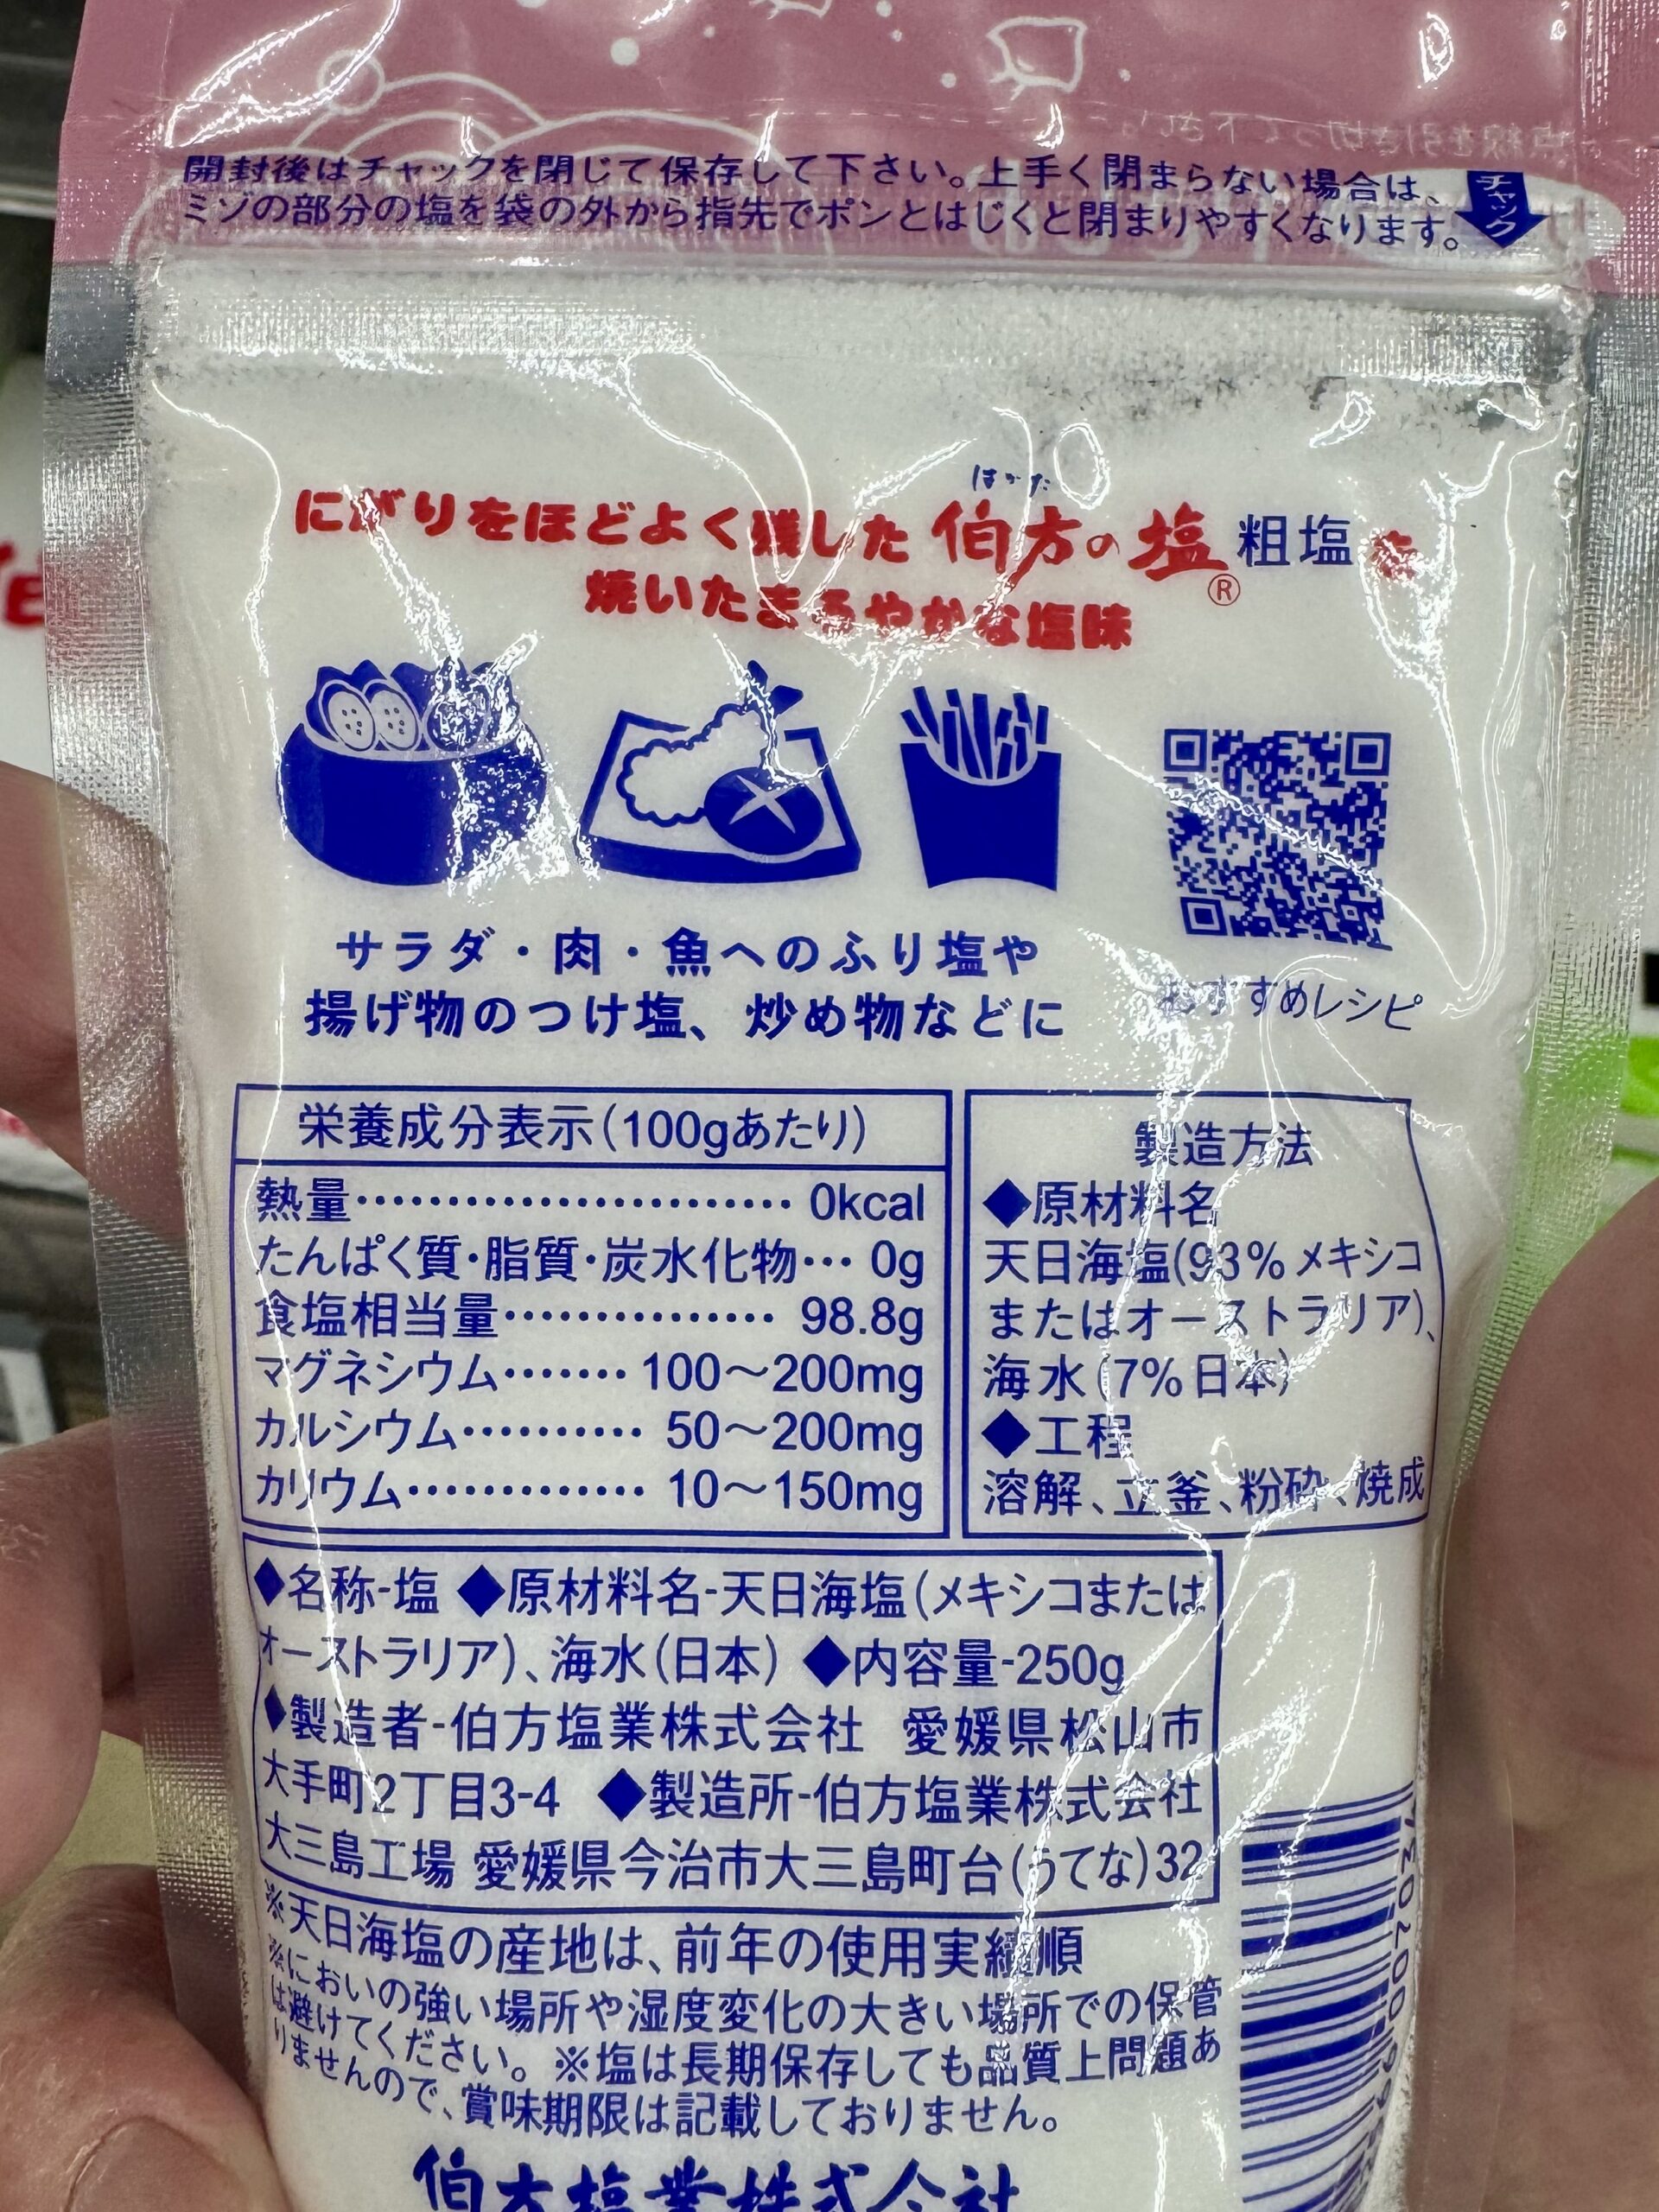 開封後はチャックを閉じて保存して下さい。上手く閉まらない場合は、
ミゾの部分の塩を袋の外から指先でポンとはじくと閉まりやすくなります。
チャック
はかた
にがりをほどよく残した 伯方の塩® 粗塩を
焼いたまろやかな塩味
サラダ・肉・魚へのふり塩や
揚げ物のつけ塩、炒め物などに
おすすめレシピ
栄養成分表示(100gあたり)
熱量……………………… 0kcal
たんぱく質・脂質・炭水化物… 0g
食塩相当量…………… 98.8g
マグネシウム……… 100〜200mg
カルシウム………… 50〜200mg
カリウム…………… 10〜150mg
製造方法
◆原材料名
天日海塩(93% メキシコ
またはオーストラリア)、
海水(7% 日本)
◆工程
溶解、立釜、粉砕、焼成
◆名称-塩 ◆原材料名-天日海塩(メキシコまたは
オーストラリア)、海水(日本) ◆内容量-250g
◆製造者-伯方塩業株式会社 愛媛県松山市
大手町2丁目3-4 ◆製造所-伯方塩業株式会社
大三島工場 愛媛県今治市大三島町台(うてな)32
※天日海塩の産地は、前年の使用実績順
※においの強い場所や湿度変化の大きい場所での保管
は避けてください。※塩は長期保存しても品質上問題あ
りませんので、賞味期限は記載しておりません。
伯方塩業株式会社